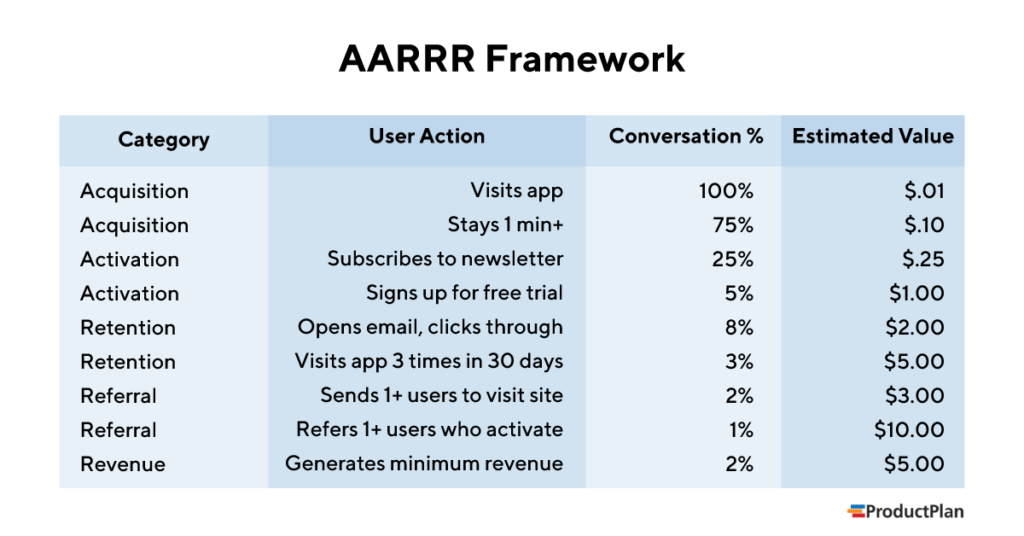 AARRR Framework
Category User Action Conversation % Estimated Value
Acquisition Visits app 100% $.01
Acquisition Stays 1 min+ 75% $.10
Activation Subscribes to newsletter 25% $.25
Activation Signs up for free trial 5% $1.00
Retention Opens email, clicks through 8% $2.00
Retention Visits app 3 times in 30 days 3% $5.00
Referral Sends 1+ users to visit site 2% $3.00
Referral Refers 1+ users who activate 1% $10.00
Revenue Generates minimum revenue 2% $5.00
ProductPlan